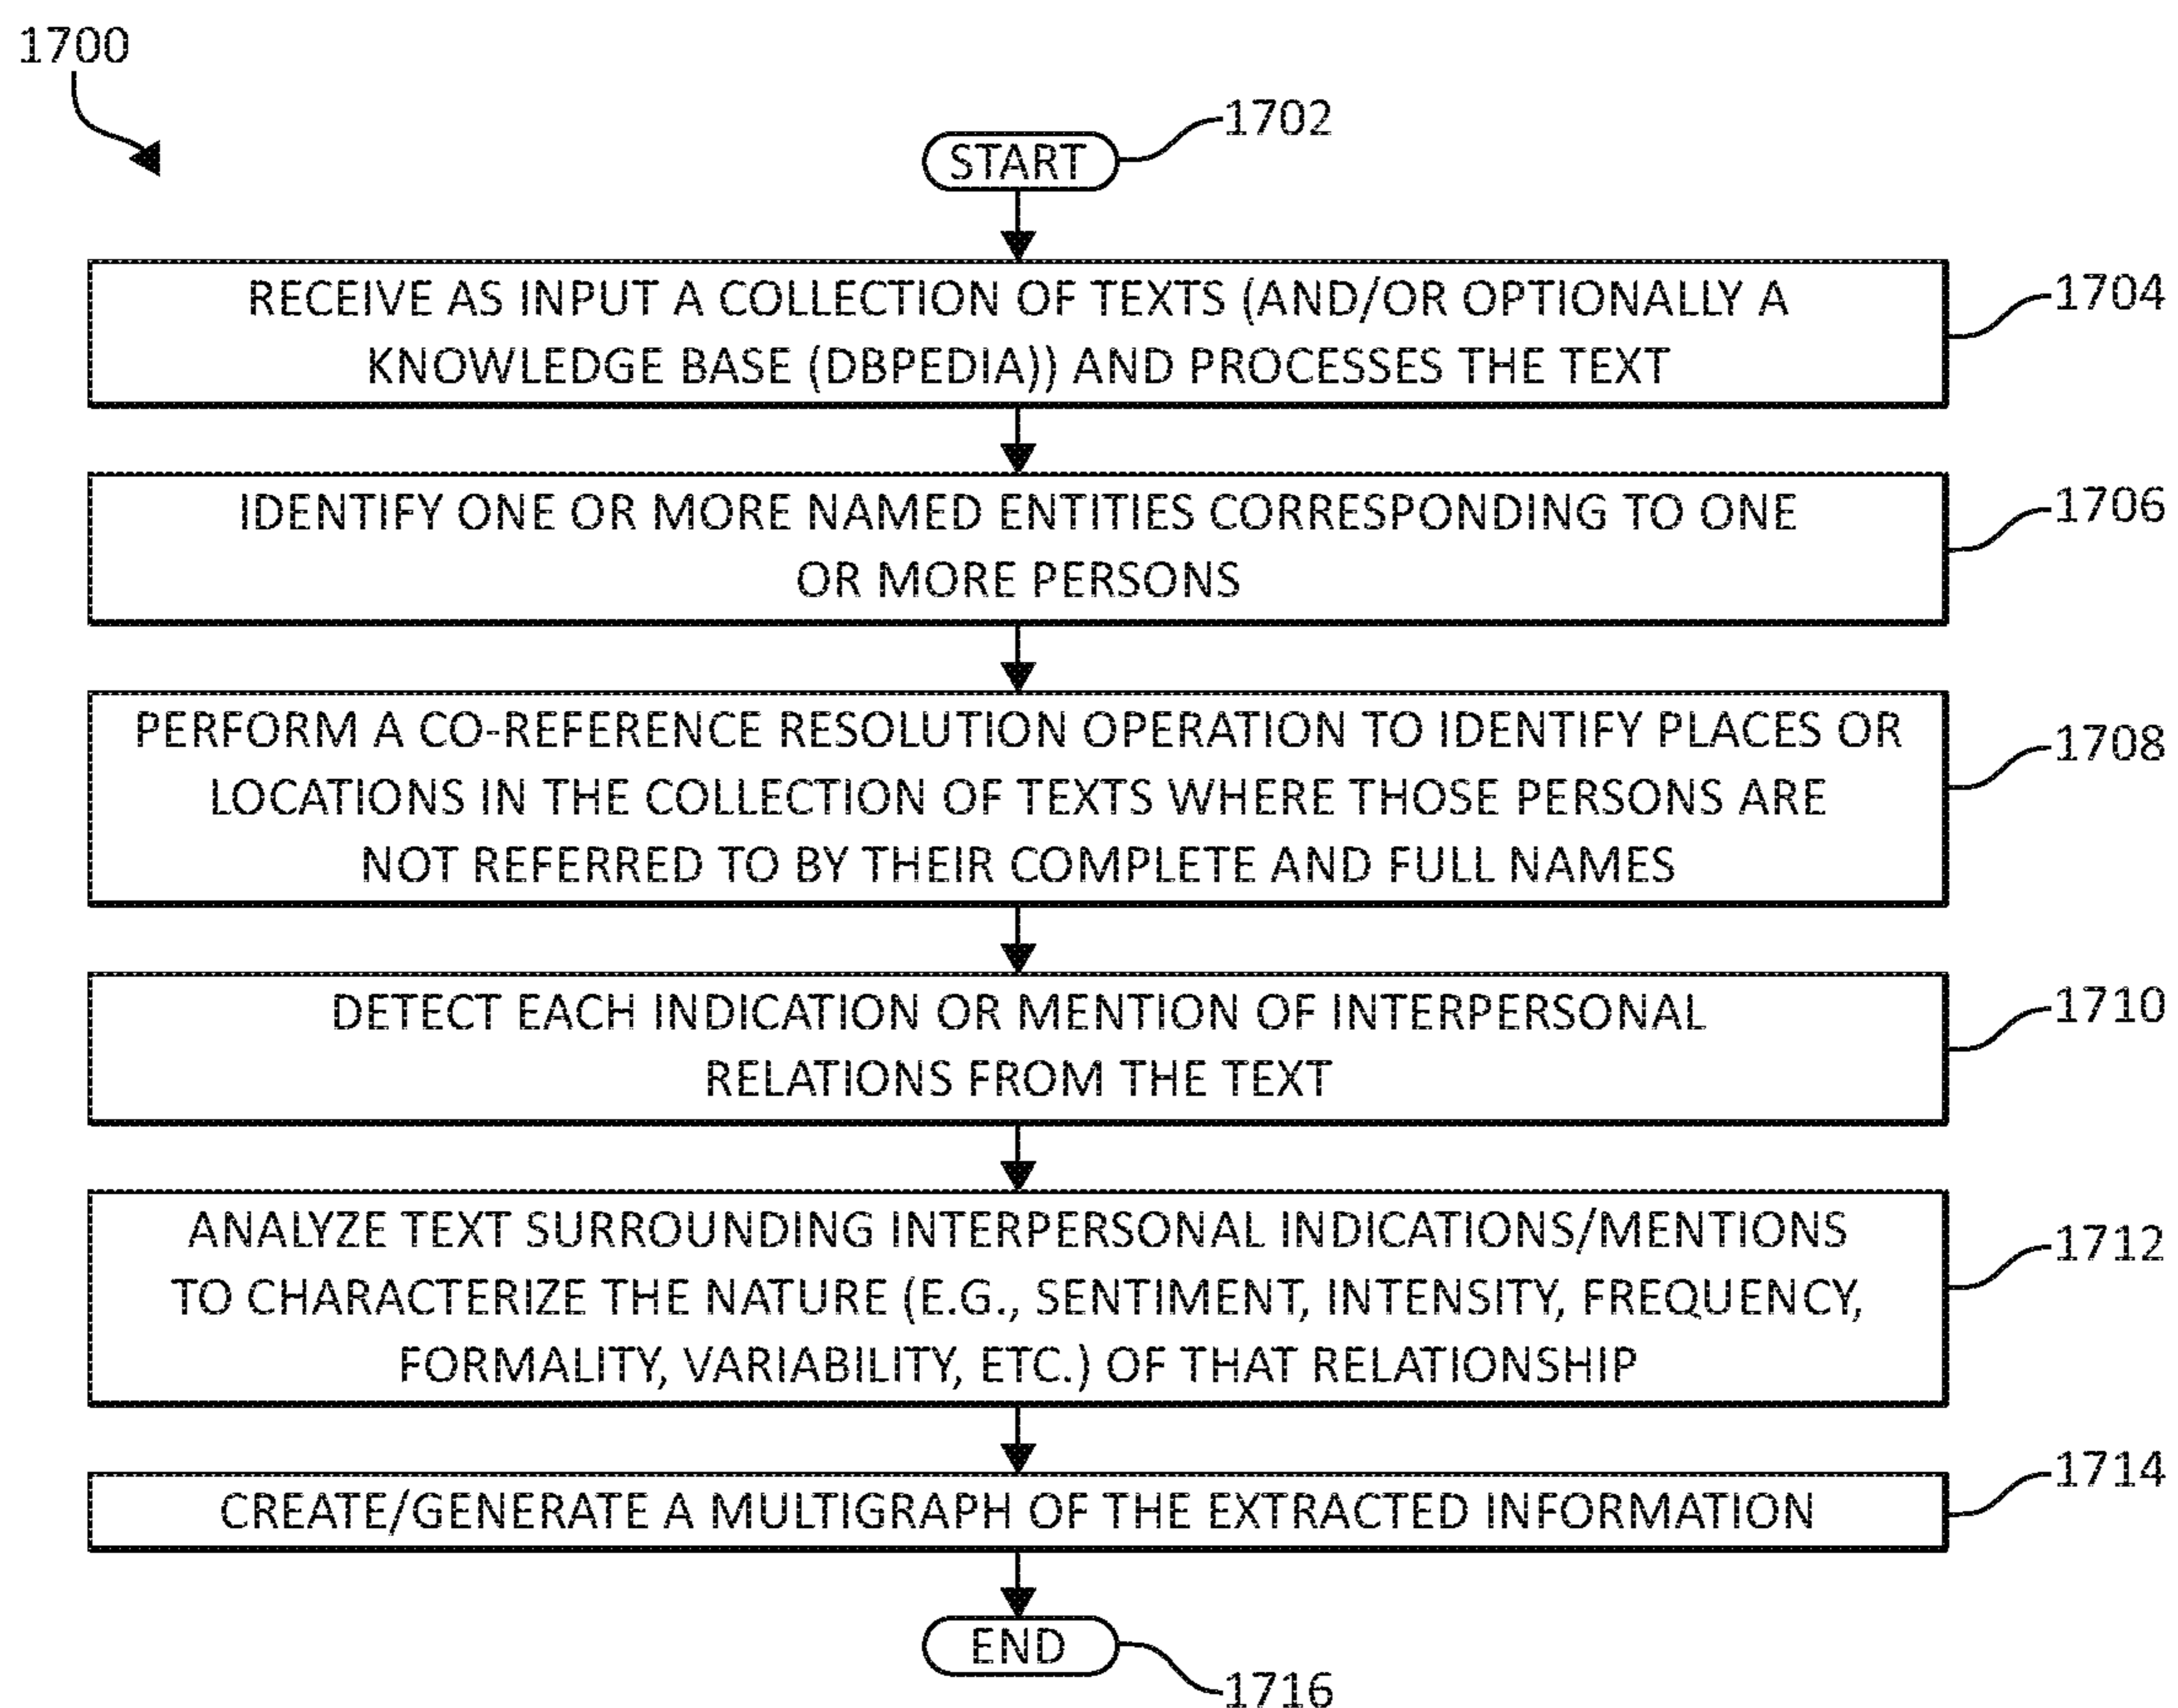 1700
1702
START
RECEIVE AS INPUT A COLLECTION OF TEXTS (AND/OR OPTIONALLY A
KNOWLEDGE BASE (DBPEDIA)) AND PROCESSES THE TEXT
1704
IDENTIFY ONE OR MORE NAMED ENTITIES CORRESPONDING TO ONE
OR MORE PERSONS
1706
PERFORM A CO-REFERENCE RESOLUTION OPERATION TO IDENTIFY PLACES OR
LOCATIONS IN THE COLLECTION OF TEXTS WHERE THOSE PERSONS ARE
NOT REFERRED TO BY THEIR COMPLETE AND FULL NAMES
1708
DETECT EACH INDICATION OR MENTION OF INTERPERSONAL
RELATIONS FROM THE TEXT
1710
ANALYZE TEXT SURROUNDING INTERPERSONAL INDICATIONS/MENTIONS
TO CHARACTERIZE THE NATURE (E.G., SENTIMENT, INTENSITY, FREQUENCY,
FORMALITY, VARIABILITY, ETC.) OF THAT RELATIONSHIP
1712
CREATE/GENERATE A MULTIGRAPH OF THE EXTRACTED INFORMATION
1714
END
1716